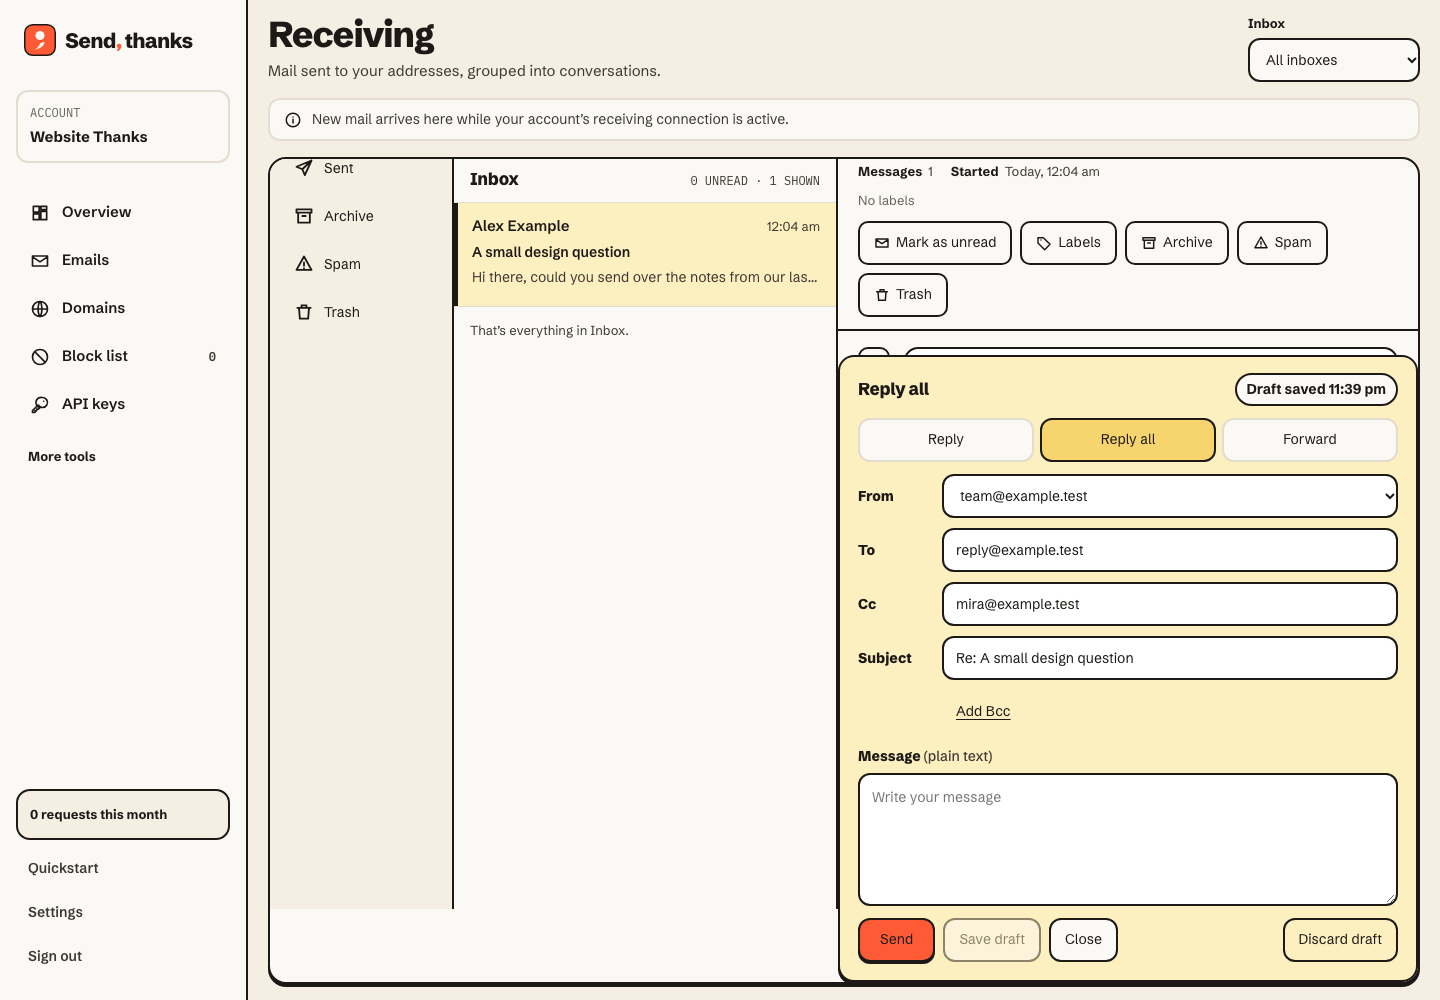 Send, thanks
ACCOUNT
Website Thanks
Overview
Emails
Domains
Block list 0
API keys
More tools
0 requests this month
Quickstart
Settings
Sign out
Receiving
Mail sent to your addresses, grouped into conversations.
Inbox
All inboxes
New mail arrives here while your account’s receiving connection is active.
Sent
Archive
Spam
Trash
Inbox 0 UNREAD · 1 SHOWN
Alex Example 12:04 am
A small design question
Hi there, could you send over the notes from our las...
That’s everything in Inbox.
Messages 1 Started Today, 12:04 am
No labels
Mark as unread Labels Archive Spam
Trash
Reply all Draft saved 11:39 pm
Reply Reply all Forward
From team@example.test
To reply@example.test
Cc mira@example.test
Subject Re: A small design question
Add Bcc
Message (plain text)
Write your message
Send Save draft Close Discard draft